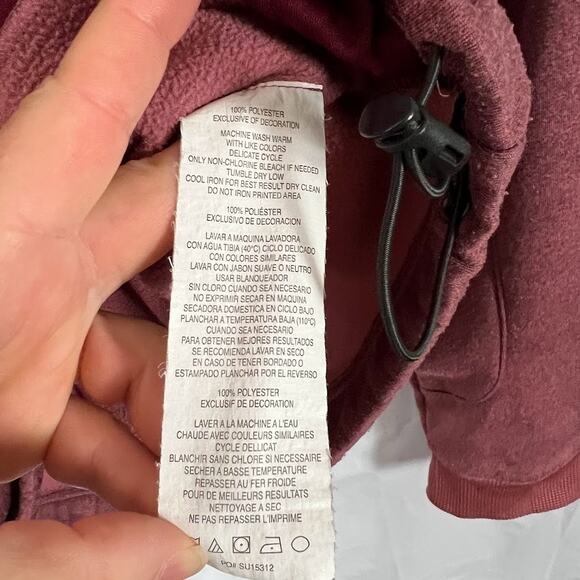 100% POLYESTER
EXCLUSIVE OF DECORATION
MACHINE WASH WARM
WITH LIKE COLORS
DELICATE CYCLE
ONLY NON-CHLORINE BLEACH IF NEEDED
TUMBLE DRY LOW
COOL IRON FOR BEST RESULT DRY CLEAN
DO NOT IRON PRINTED AREA
100% POLIÉSTER
EXCLUSIVO DE DECORACION
LAVAR A MAQUINA LAVADORA
CON AGUA TIBIA (40°C) CICLO DELICADO
CON COLORES SIMILARES
LAVAR CON JABON SUAVE O NEUTRO
USAR BLANQUEADOR
SIN CLORO CUANDO SEA NECESARIO
NO EXPRIMIR SECAR EN MAQUINA
SECADORA DOMESTICA EN CICLO BAJO
PLANCHAR A TEMPERATURA BAJA (110°C)
CUANDO SEA NECESARIO
PARA OBTENER MEJORES RESULTADOS
SE RECOMIENDA LAVAR EN SECO
EN CASO DE TENER BORDADO O
ESTAMPADO PLANCHAR POR EL REVERSO
100% POLYESTER
EXCLUSIF DE DECORATION
LAVER A LA MACHINE A L'EAU
CHAUDE AVEC COULEURS SIMILAIRES
CYCLE DELLICAT
BLANCHIR SANS CHLORE SI NECESSAIRE
SECHER A BASSE TEMPERATURE
REPASSER AU FER FROIDE
POUR DE MEILLEURS RESULTATS
NETTOYAGE A SEC
NE PAS REPASSER L'IMPRIME
PO# SU15312